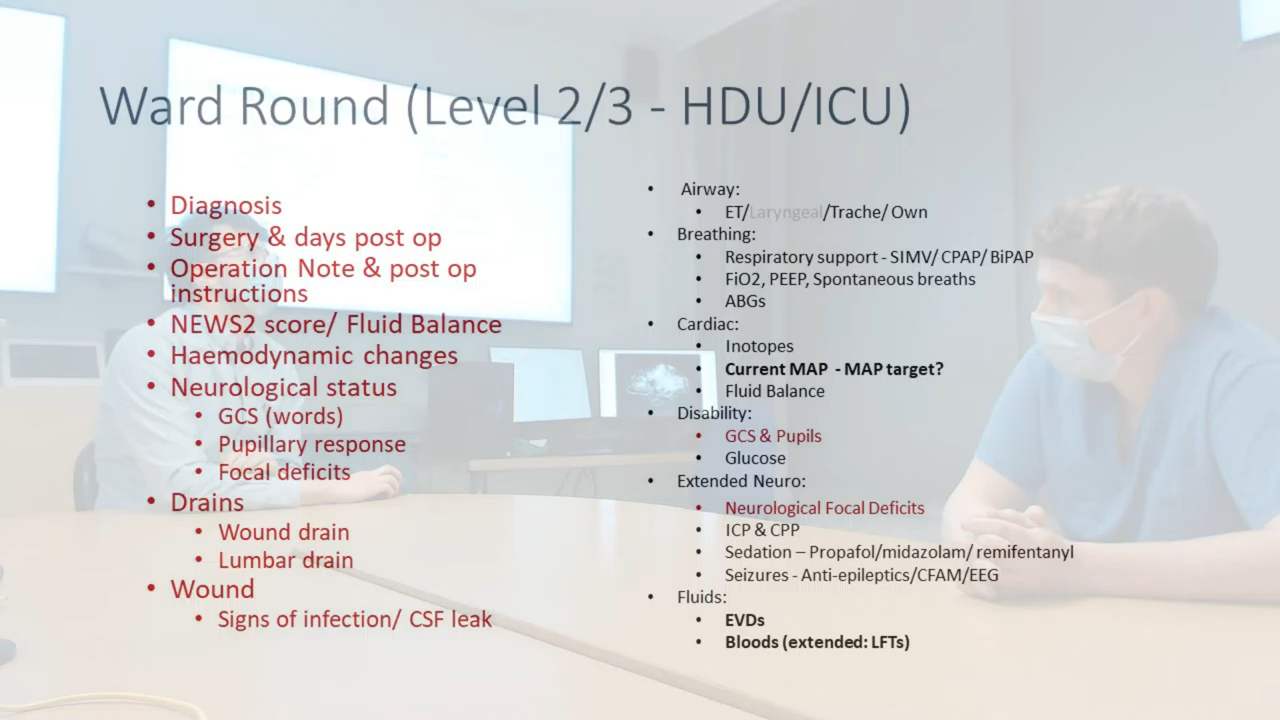 Ward Round (Level 2/3 - HDU/ICU)
• Diagnosis
• Surgery & days post op
• Operation Note & post op
instructions
• NEWS2 score/ Fluid Balance
• Haemodynamic changes
• Neurological status
• GCS (words)
• Pupillary response
• Focal deficits
• Drains
• Wound drain
• Lumbar drain
• Wound
• Signs of infection/ CSF leak
• Airway:
• ET/Laryngeal/Trache/ Own
• Breathing:
• Respiratory support - SIMV/ CPAP/ BiPAP
• FiO2, PEEP, Spontaneous breaths
• ABGs
• Cardiac:
• Inotopes
• Current MAP - MAP target?
• Fluid Balance
• Disability:
• GCS & Pupils
• Glucose
• Extended Neuro:
• Neurological Focal Deficits
• ICP & CPP
• Sedation – Propafol/midazolam/ remifentanyl
• Seizures - Anti-epileptics/CFAM/EEG
• Fluids:
• EVDs
• Bloods (extended: LFTs)